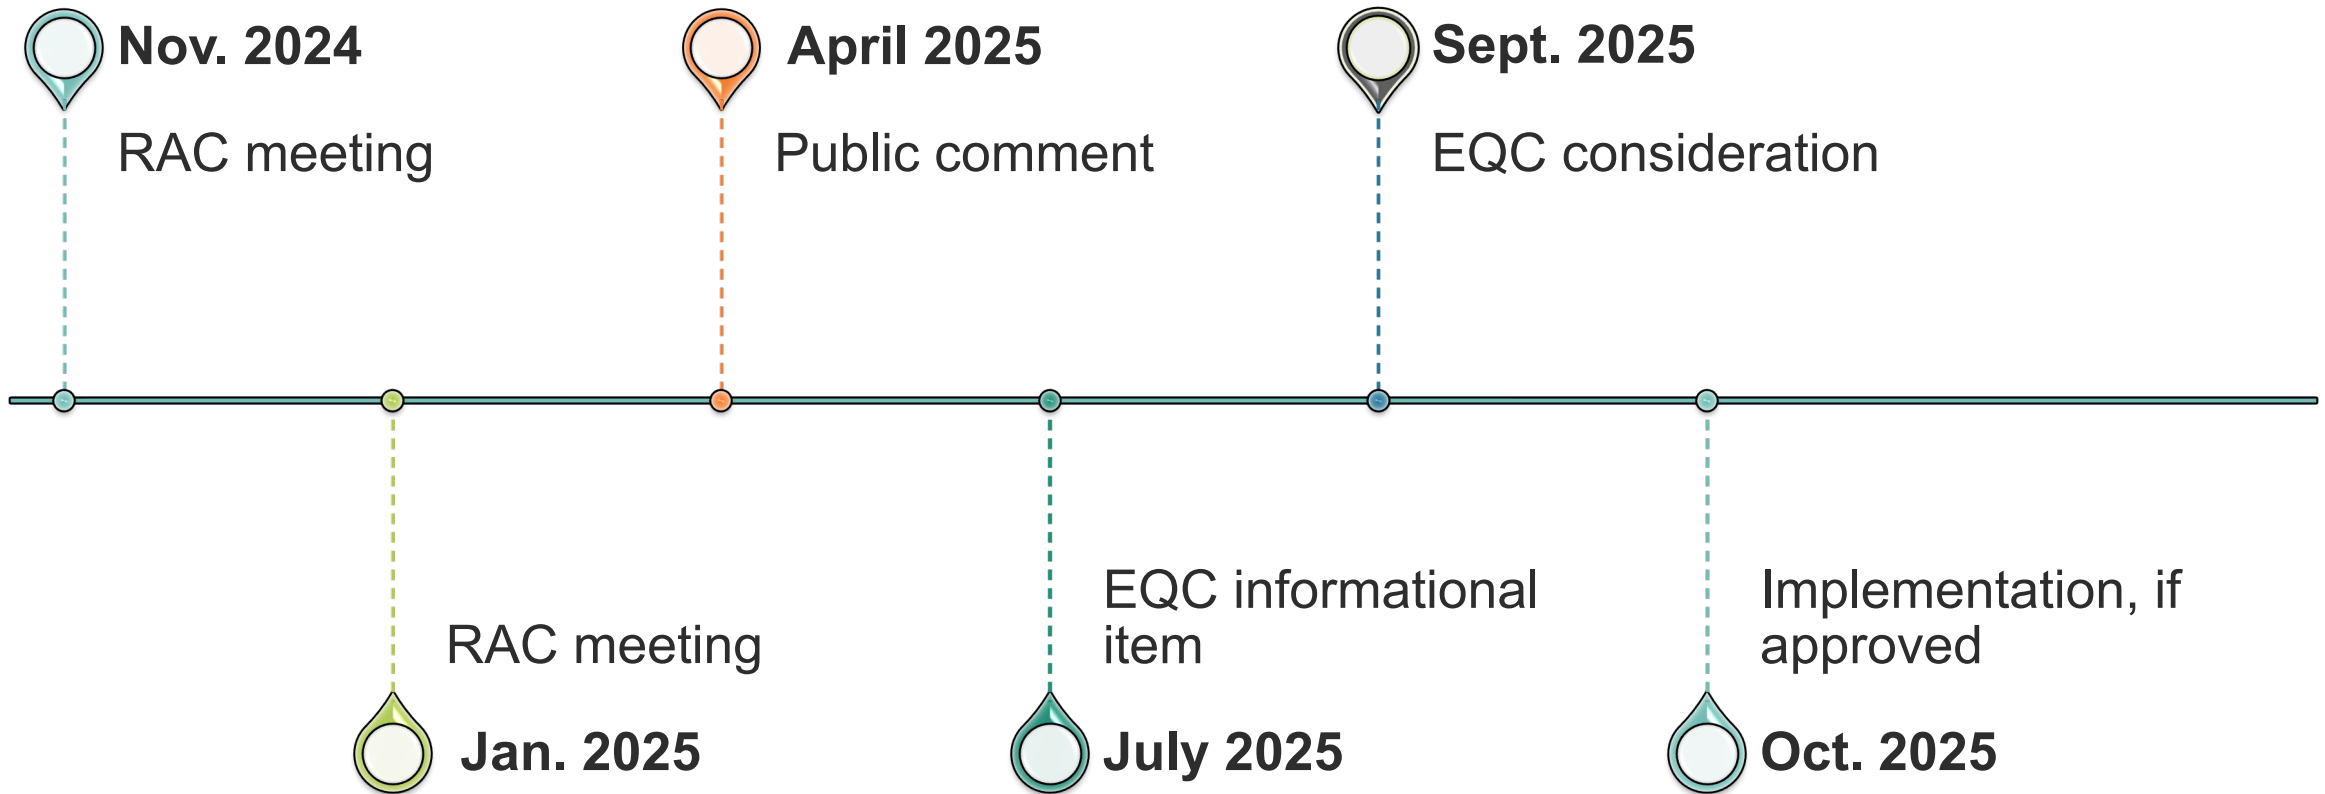 Nov. 2024
RAC meeting
Jan. 2025
RAC meeting
April 2025
Public comment
July 2025
EQC informational
item
Sept. 2025
EQC consideration
Oct. 2025
Implementation, if
approved